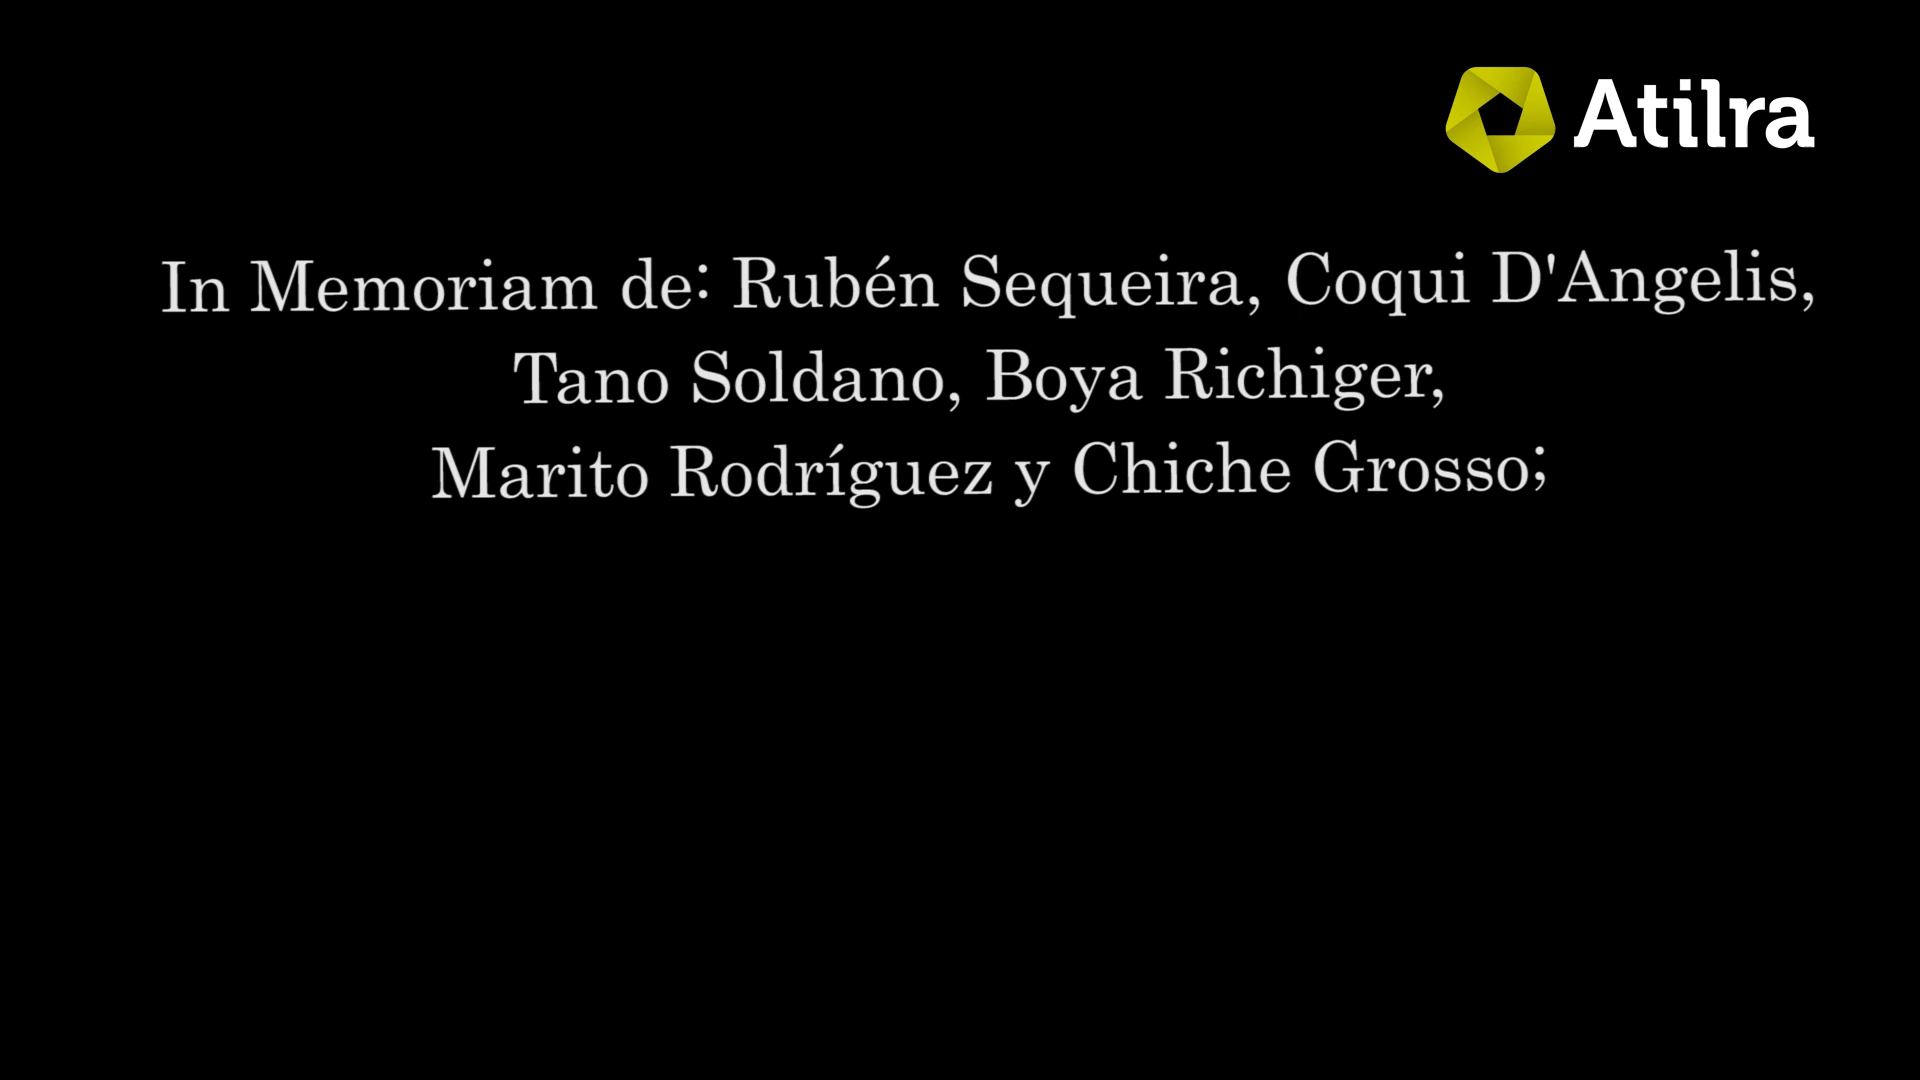 Atilra
In Memoriam de: Rubén Sequeira, Coqui D'Angelis,
Tano Soldano, Boya Richiger,
Marito Rodríguez y Chiche Grosso;